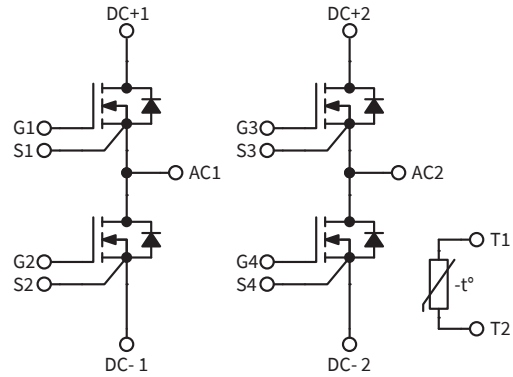 DC+1 DC+2
G1 G3
S1 S3
AC1 AC2
G2 G4
S2 S4
T1
-t°
T2
DC- 1 DC- 2